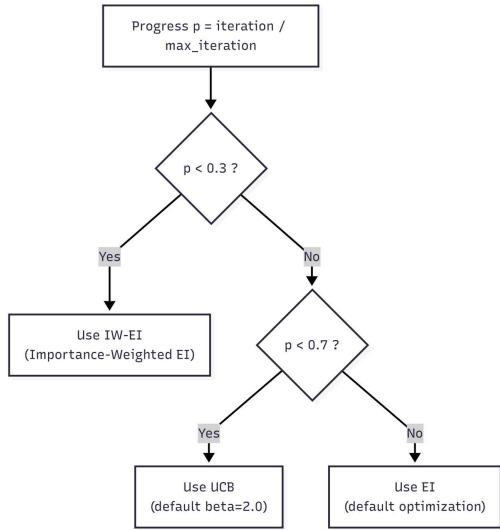 Progress p = iteration /
max_iteration
p < 0.3 ?
Yes
No
Use IW-EI
(Importance-Weighted EI)
p < 0.7 ?
Yes
No
Use UCB
(default beta=2.0)
Use EI
(default optimization)